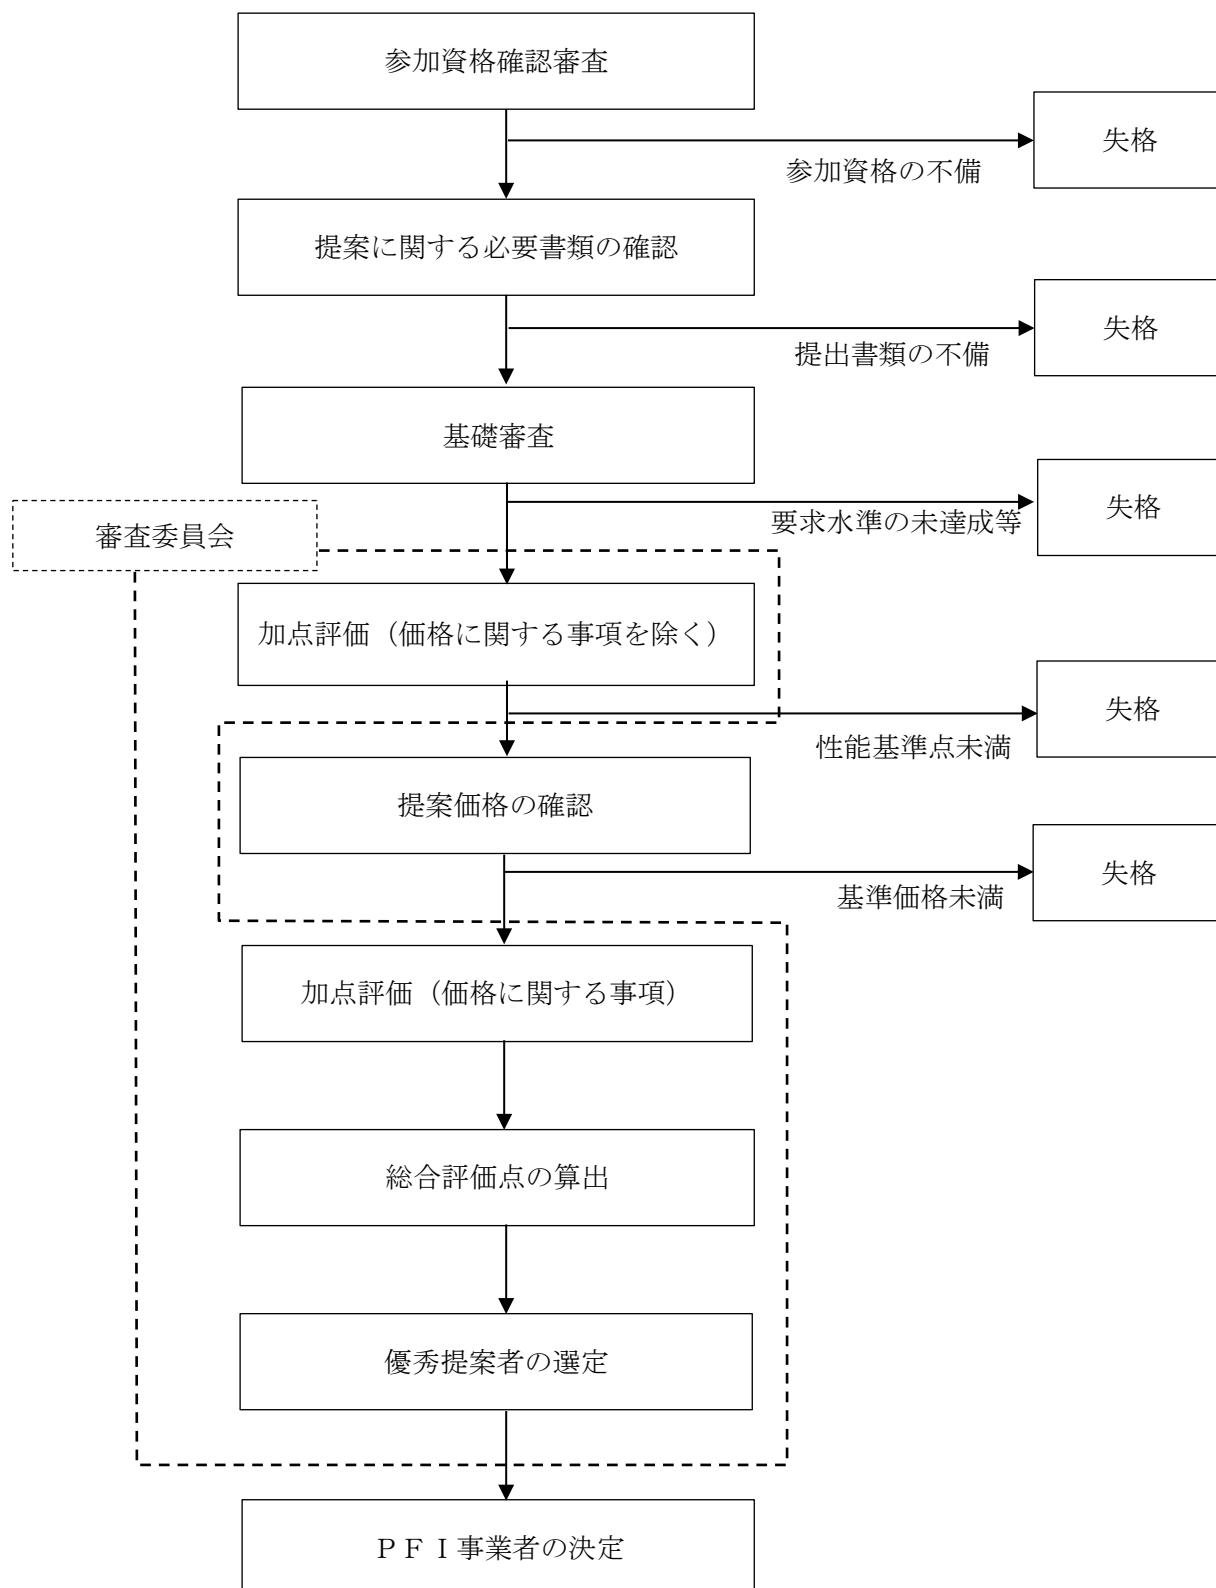 参加資格確認審査
失格
参加資格の不備
提案に関する必要書類の確認
失格
提出書類の不備
基礎審査
失格
要求水準の未達成等
審査委員会
加点評価（価格に関する事項を除く）
失格
性能基準点未満
提案価格の確認
失格
基準価格未満
加点評価（価格に関する事項）
総合評価点の算出
優秀提案者の選定
ＰＦＩ事業者の決定